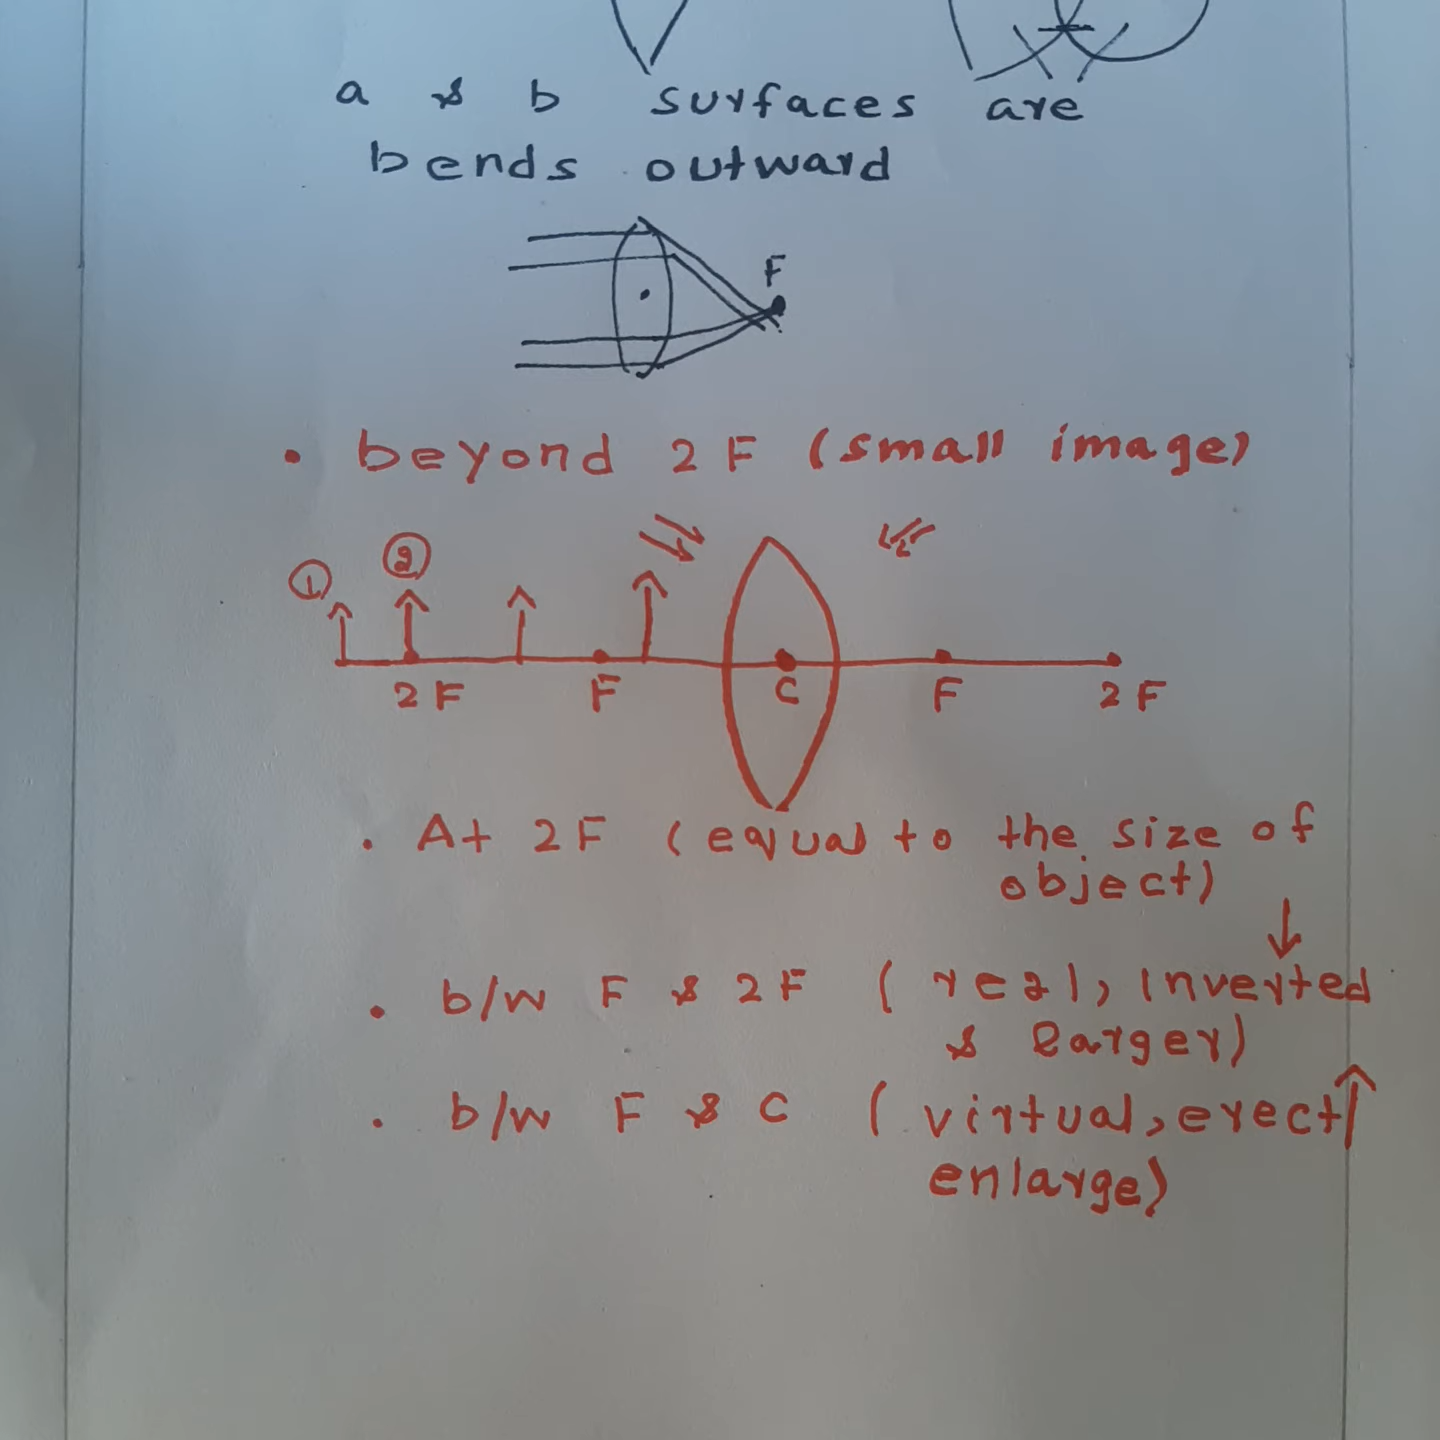 a & b surfaces are
bends outward
F
• beyond 2F (small image)
① ②
2F F C F 2F
• At 2F (equal to the size of
object)
• b/w F & 2F (real, inverted
& larger)
• b/w F & C (virtual, erect
enlarge)